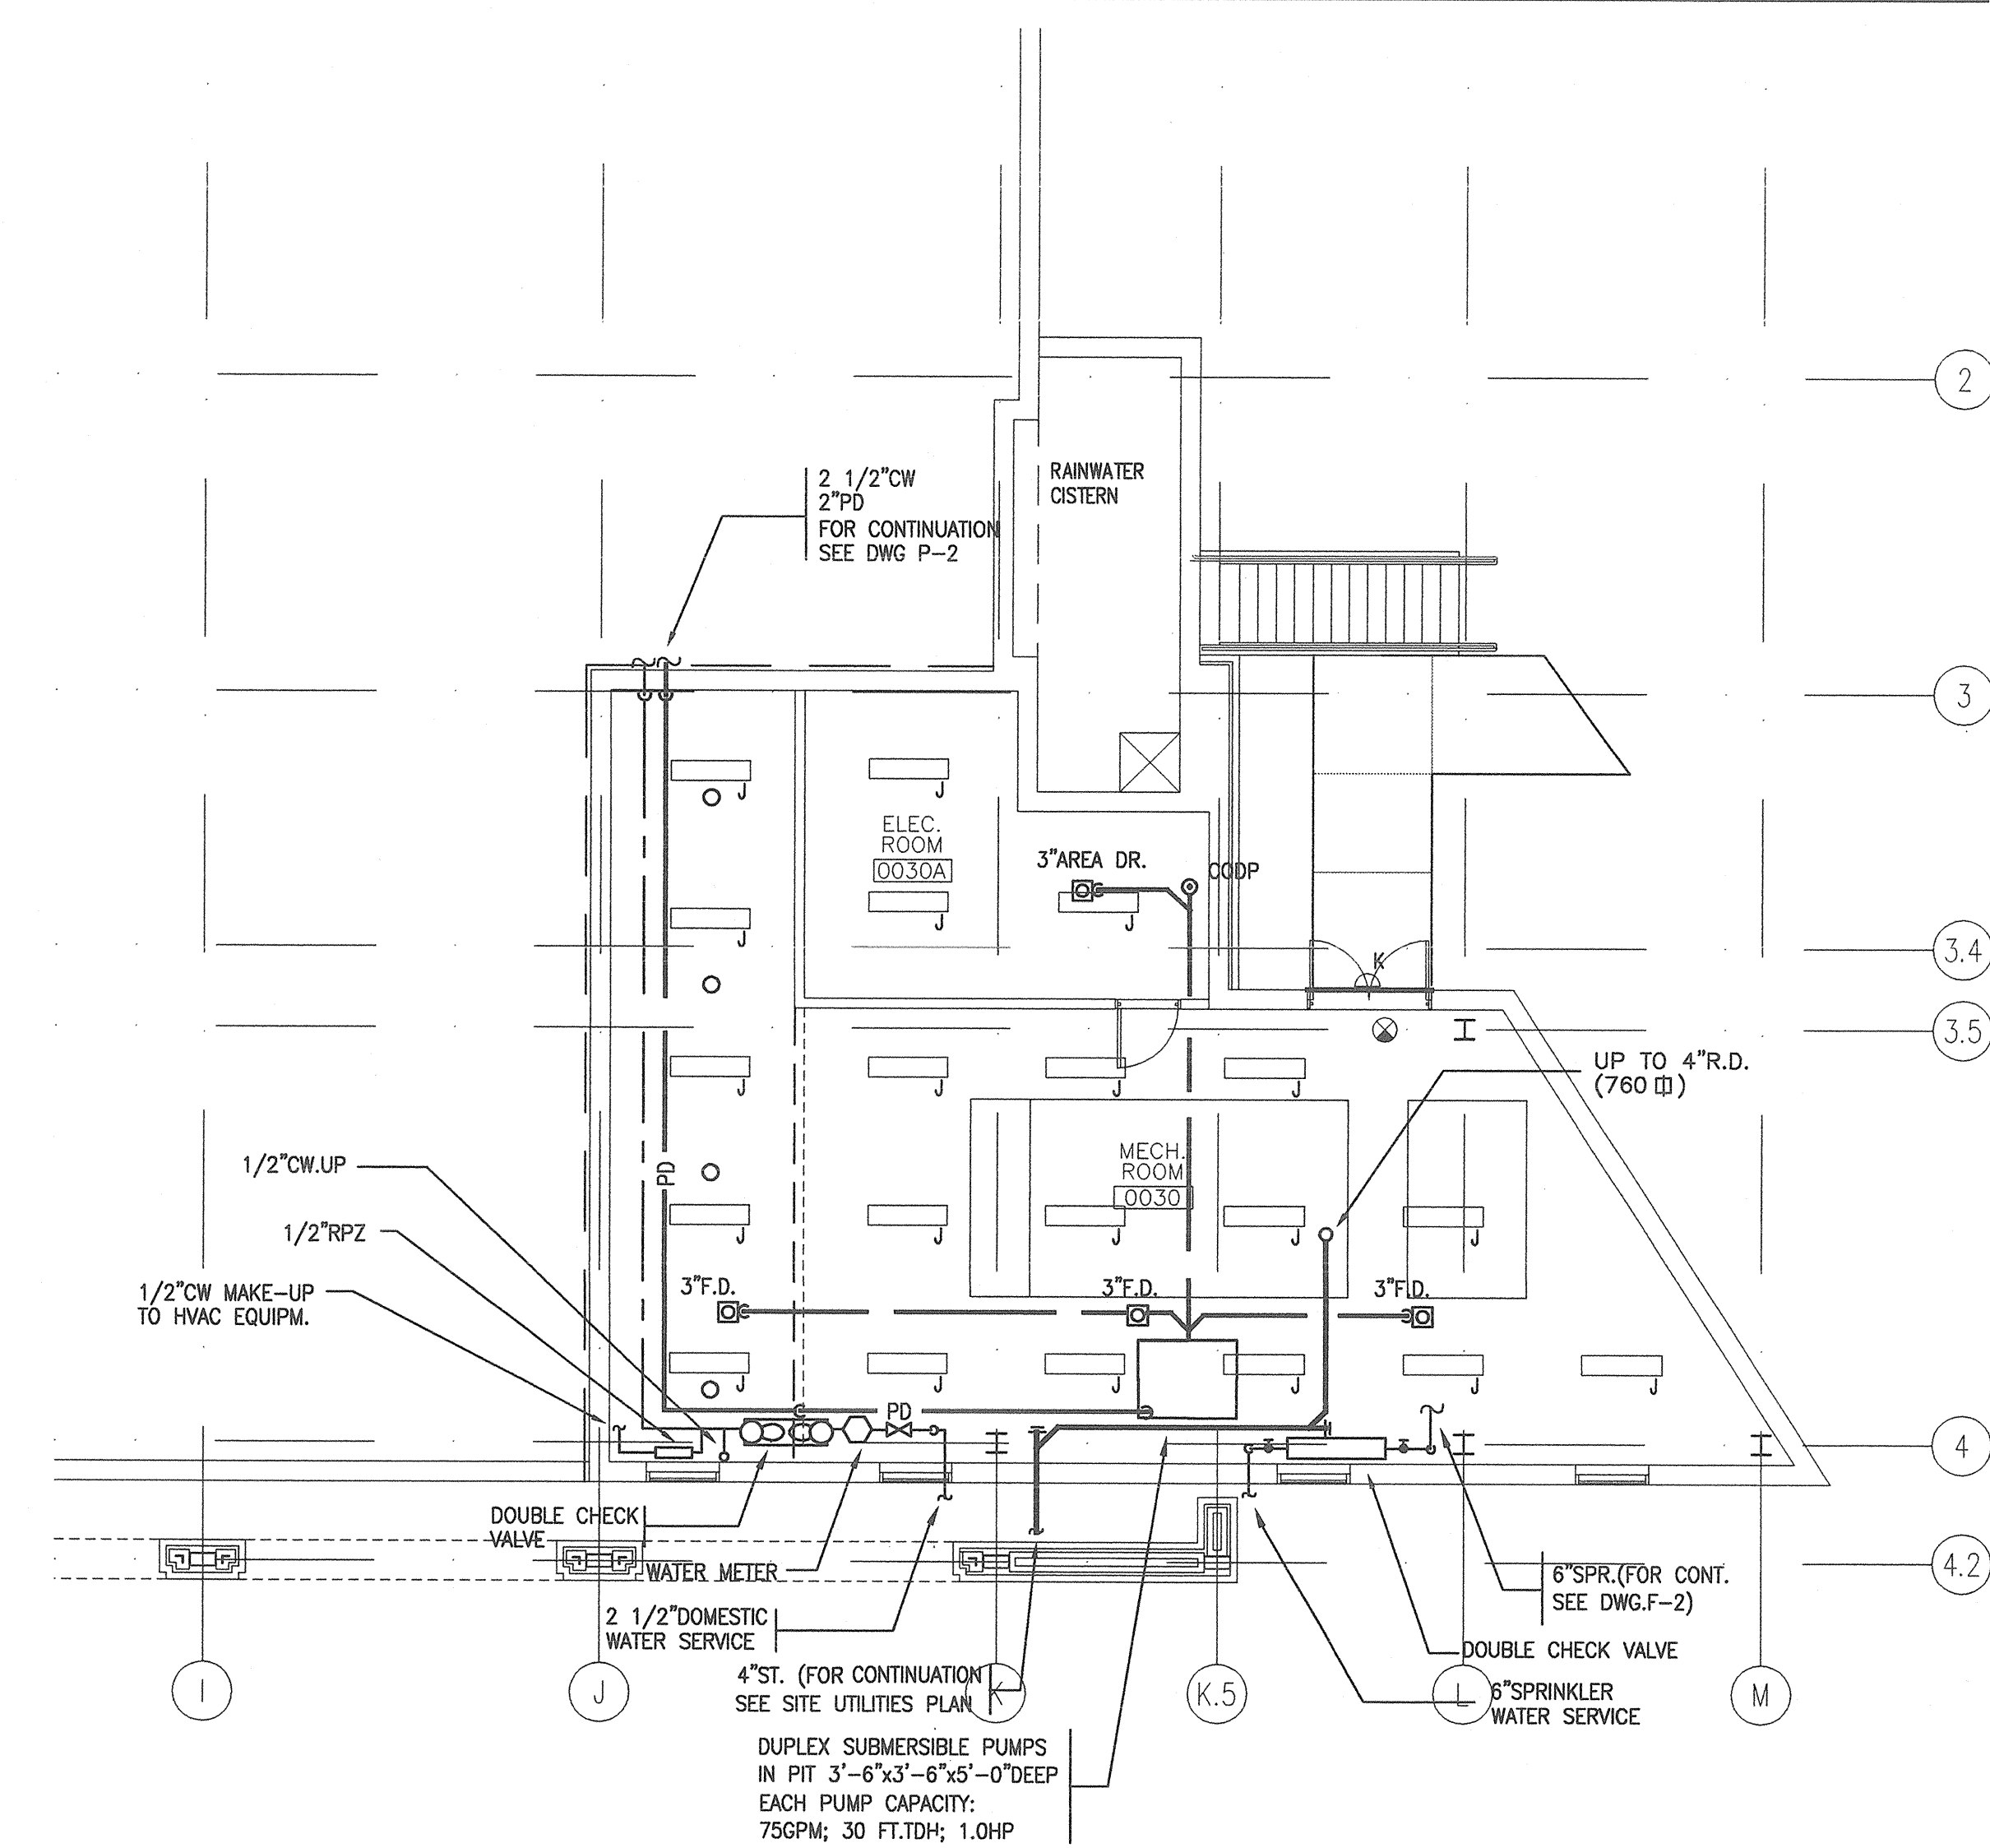 2
2 1/2"CW
2"PD
FOR CONTINUATION
SEE DWG P-2
RAINWATER
CISTERN
3
J
J
ELEC.
ROOM
0030A
3"AREA DR.
CODP
J
J
J
K
3.4
3.5
UP TO 4"R.D.
(760 ⏍)
J
J
J
J
MECH.
ROOM
0030
1/2"CW.UP
PD
1/2"RPZ
J
J
J
J
J
1/2"CW MAKE-UP
TO HVAC EQUIPM.
3"F.D.
3"F.D.
3"F.D.
J
J
J
J
J
J
PD
4
DOUBLE CHECK
VALVE
WATER METER
4.2
6"SPR.(FOR CONT.
SEE DWG.F-2)
2 1/2"DOMESTIC
WATER SERVICE
DOUBLE CHECK VALVE
4"ST. (FOR CONTINUATION
SEE SITE UTILITIES PLAN
6"SPRINKLER
WATER SERVICE
I
J
K
K.5
L
M
DUPLEX SUBMERSIBLE PUMPS
IN PIT 3'-6"x3'-6"x5'-0"DEEP
EACH PUMP CAPACITY:
75GPM; 30 FT.TDH; 1.0HP